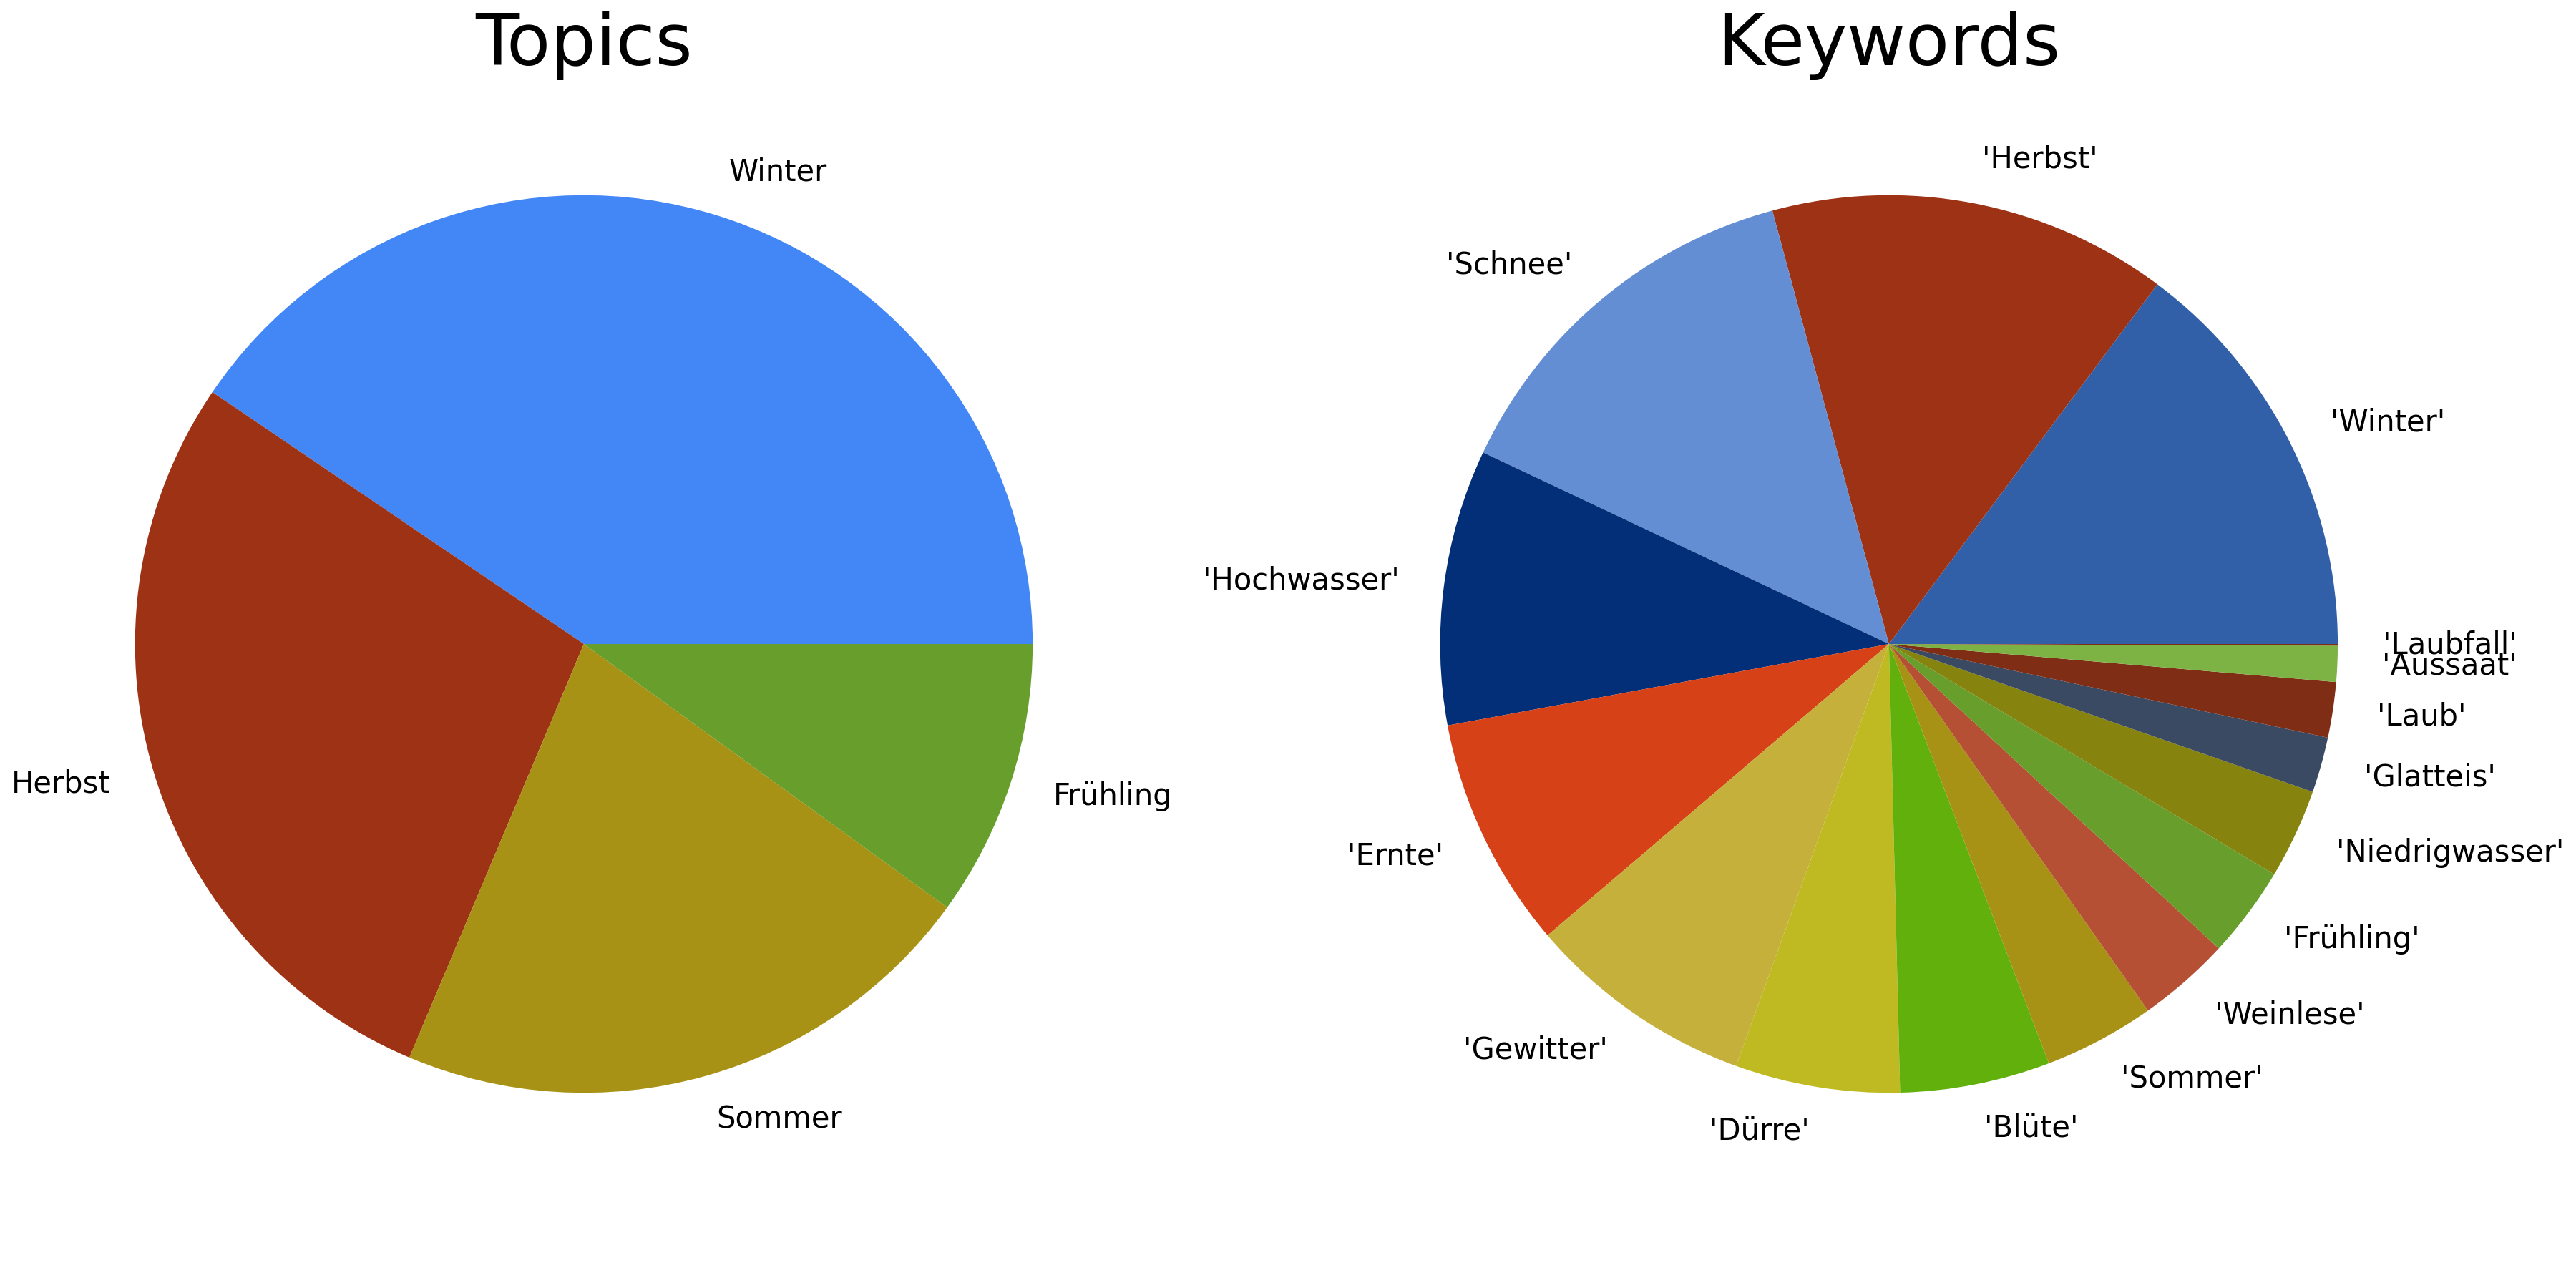 Topics
Winter
Herbst
Sommer
Frühling
Keywords
'Herbst'
'Schnee'
'Winter'
'Hochwasser'
'Laubfall'
'Aussaat'
'Laub'
'Glatteis'
'Niedrigwasser'
'Ernte'
'Frühling'
'Weinlese'
'Gewitter'
'Sommer'
'Dürre'
'Blüte'